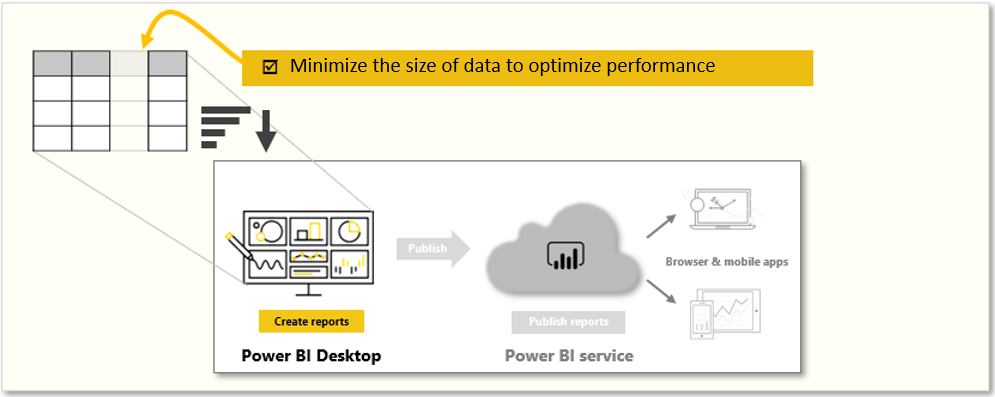 Minimize the size of data to optimize performance
Publish
Browser & mobile apps
Create reports
Publish reports
Power BI Desktop
Power BI service